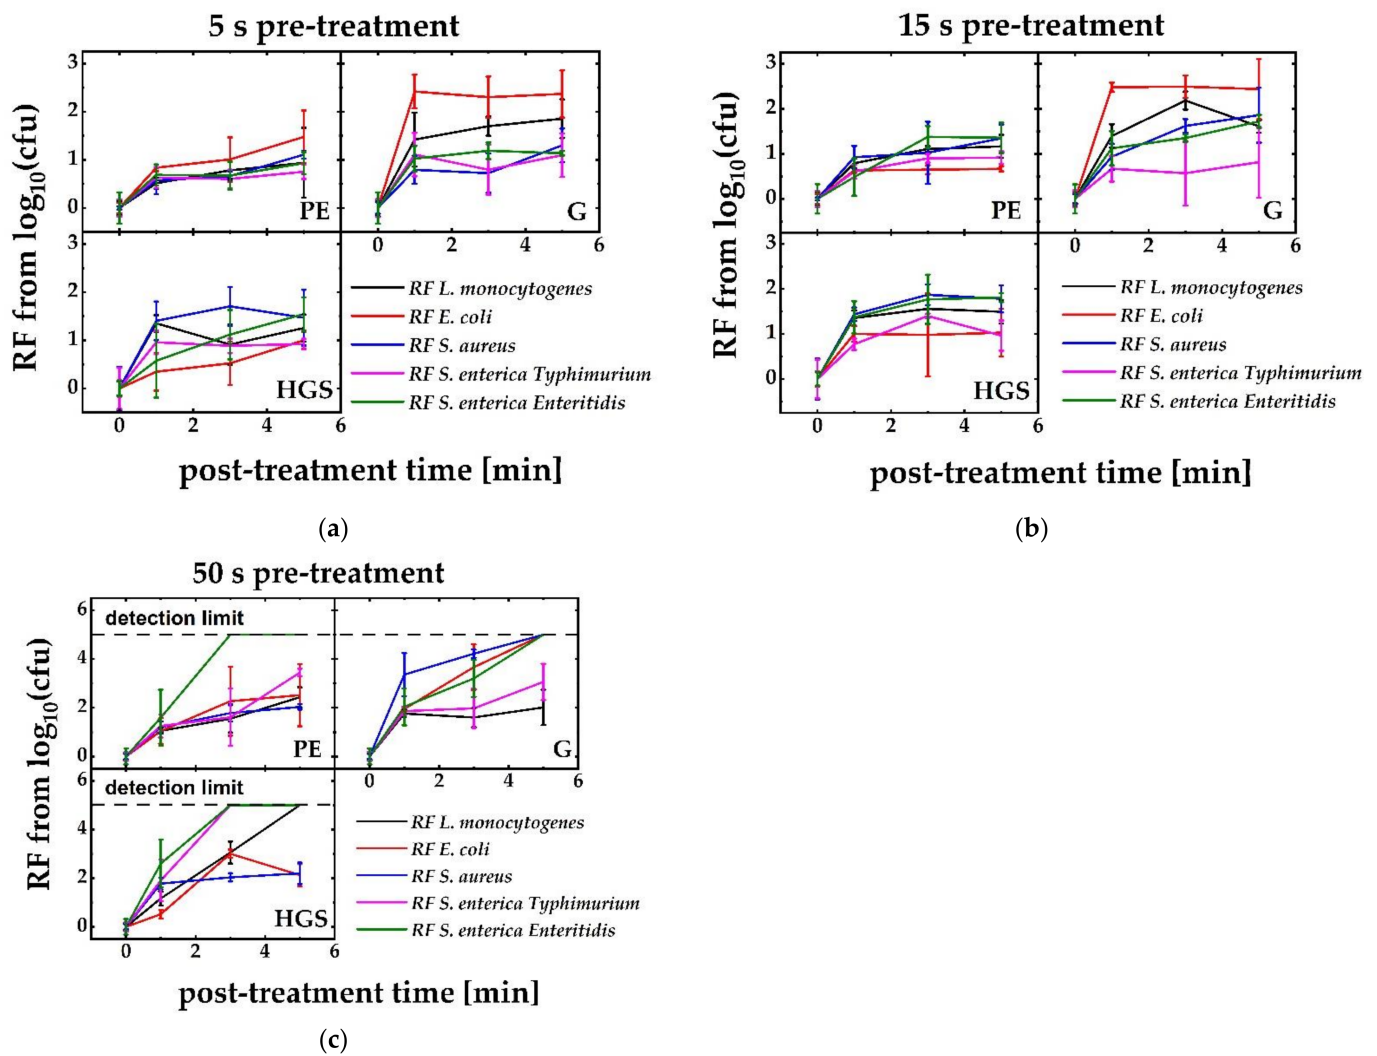 5 s pre-treatment
RF from log10(cfu)
3
2
1
0
PE
0 2 4 6
G
3
2
1
0
HGS
0 2 4 6
RF L. monocytogenes
RF E. coli
RF S. aureus
RF S. enterica Typhimurium
RF S. enterica Enteritidis
post-treatment time [min]
(a)
15 s pre-treatment
RF from log10(cfu)
3
2
1
0
PE
0 2 4 6
G
3
2
1
0
HGS
0 2 4 6
RF L. monocytogenes
RF E. coli
RF S. aureus
RF S. enterica Typhimurium
RF S. enterica Enteritidis
post-treatment time [min]
(b)
50 s pre-treatment
RF from log10(cfu)
6
4
2
0
detection limit
PE
0 2 4 6
G
6
4
2
0
detection limit
HGS
0 2 4 6
RF L. monocytogenes
RF E. coli
RF S. aureus
RF S. enterica Typhimurium
RF S. enterica Enteritidis
post-treatment time [min]
(c)